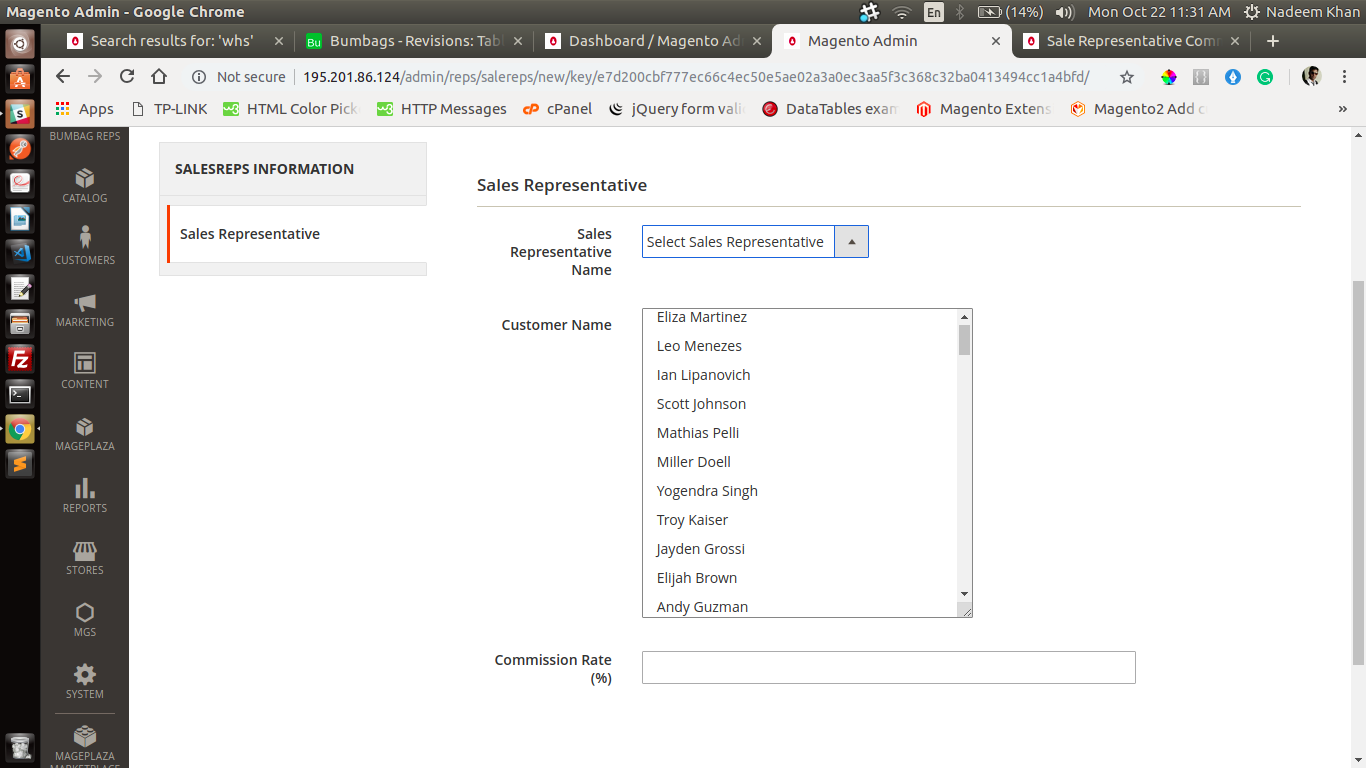 Magento Admin - Google Chrome
En
(14%)
Mon Oct 22 11:31 AM
Nadeem Khan
Search results for: 'whs'
Bu
Bumbags - Revisions: Tab
Dashboard / Magento Ad
Magento Admin
Sale Representative Com
Not secure
195.201.86.124/admin/reps/salereps/new/key/e7d200cbf777ec66c4ec50e5ae02a3a0ec3aa5f3c368c32ba0413494cc1a4bfd/
Apps
TP-LINK
HTML Color Pick
HTTP Messages
cPanel
jQuery form vali
DataTables exam
Magento Extens
Magento2 Add c
BUMBAG REPS
CATALOG
CUSTOMERS
MARKETING
CONTENT
MAGEPLAZA
REPORTS
STORES
MGS
SYSTEM
MAGEPLAZA
SALESREPS INFORMATION
Sales Representative
Sales Representative
Sales
Representative
Name
Select Sales Representative
Customer Name
Eliza Martinez
Leo Menezes
Ian Lipanovich
Scott Johnson
Mathias Pelli
Miller Doell
Yogendra Singh
Troy Kaiser
Jayden Grossi
Elijah Brown
Andy Guzman
Commission Rate
(%)